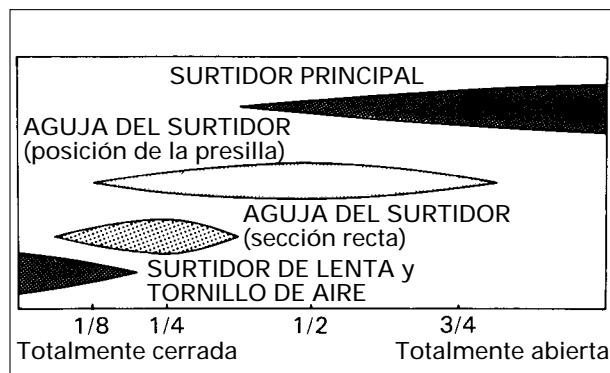 SURTIDOR PRINCIPAL
AGUJA DEL SURTIDOR
(posición de la presilla)
AGUJA DEL SURTIDOR
(sección recta)
SURTIDOR DE LENTA y
TORNILLO DE AIRE
1/8 1/4 1/2 3/4
Totalmente cerrada Totalmente abierta